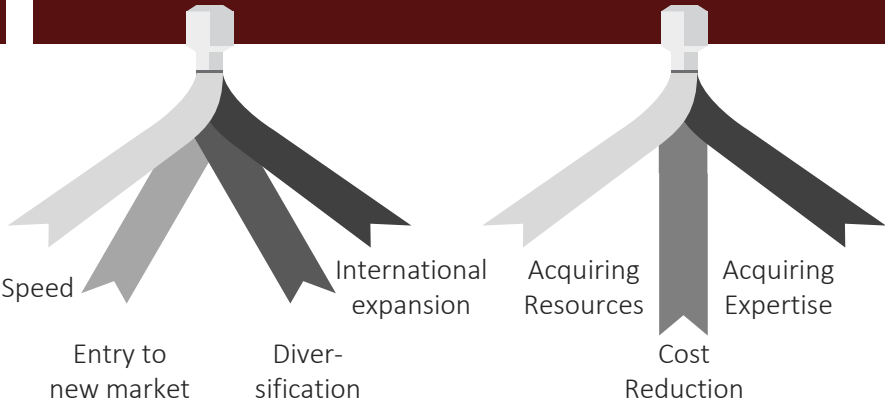 Speed
Entry to
new market
Diver-
sification
International
expansion
Acquiring
Resources
Cost
Reduction
Acquiring
Expertise